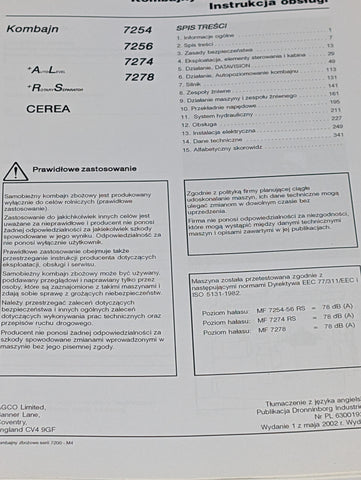 Instrukcja obsługi
Kombajn 7254
7256
+AUTO LEVEL 7274
+ROTARY SEPARATOR 7278
CEREA
SPIS TREŚCI
1. Informacje ogólne 1
2. Spis treści 7
3. Zasady bezpieczeństwa 13
4. Eksploatacja, elementy sterowania i kabina 29
5. Działanie, DATAVISION 49
6. Działanie, Autopoziomowanie kombajnu 113
7. Silnik 131
8. Zespoły żniwne 141
9. Działanie maszyny i zespołu żniwnego 161
10. Przekładnie napędowe 195
11. System hydrauliczny 211
12. Obsługa 227
13. Instalacja elektryczna 249
14. Dane techniczne 341
15. Alfabetyczny skorowidz
Prawidłowe zastosowanie
Samobieżny kombajn zbożowy jest produkowany
wyłącznie do celów rolniczych (prawidłowe
zastosowanie).
Zastosowanie do jakichkolwiek innych celów jest
uważane za nieprawidłowe i producent nie ponosi
żadnej odpowiedzialności za jakiekolwiek szkody
spowodowane w jego wyniku. Odpowiedzialność za
nie ponosi wyłącznie użytkownik.
Prawidłowe zastosowanie obejmuje także
przestrzeganie instrukcji producenta dotyczących
eksploatacji, obsługi i serwisu.
Samobieżny kombajn zbożowy może być używany,
poddawany przeglądowi i naprawiany tylko przez
osoby, które są zaznajomione z takimi maszynami i
zdają sobie sprawę z grożących niebezpieczeństw.
Należy przestrzegać zaleceń dotyczących
bezpieczeństwa i innych ogólnych zaleceń
dotyczących wykonywania prac technicznych oraz
przepisów ruchu drogowego.
Producent nie ponosi żadnej odpowiedzialności za
szkody spowodowane zmianami wprowadzonymi w
maszynie bez jego pisemnej zgody.
Zgodnie z polityką firmy planującej ciągłe
udoskonalanie maszyn, ich dane techniczne mogą
ulegać zmianom w dowolnym czasie bez
uprzedzenia.
Firma nie ponosi odpowiedzialności za niezgodności,
które mogą wystąpić między danymi technicznymi
maszyn i opisami zawartymi w jej publikacjach.
Maszyna została przetestowana zgodnie z
następującymi normami Dyrektywa EEC 77/311/EEC i
ISO 5131-1982.
Poziom hałasu: MF 7254-56 RS = 78 dB (A)
Poziom hałasu: MF 7274 RS = 78 dB (A)
Poziom hałasu: MF 7278 = 78 dB (A)
AGCO Limited,
Banner Lane,
Coventry,
England CV4 9GF
Tłumaczenie z języka angiels
Publikacja Dronninborg Industrie
Nr PL 630019
Wydanie 1 z maja 2002 r. Wyd
Kombajny zbożowe serii 7200 - M4